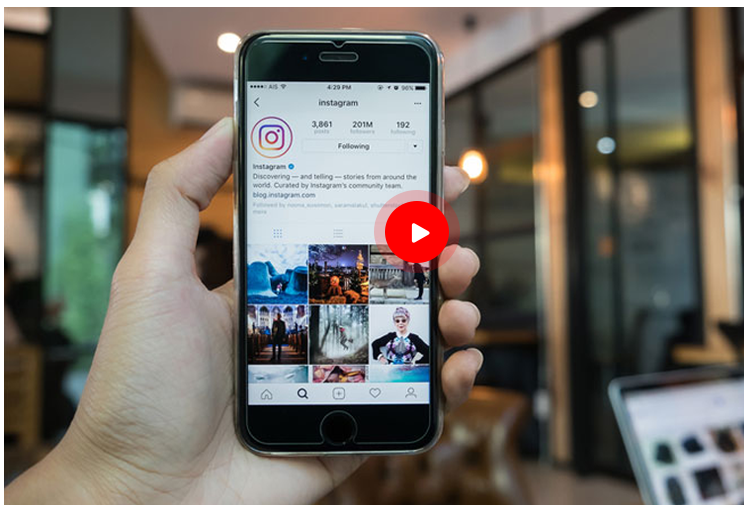 AIS 4:29 PM 96%
instagram
3,861 201M 192
posts followers following
Following
Instagram
Discovering — and telling — stories from around the
world. Curated by Instagram's community team.
blog.instagram.com
Followed by
more